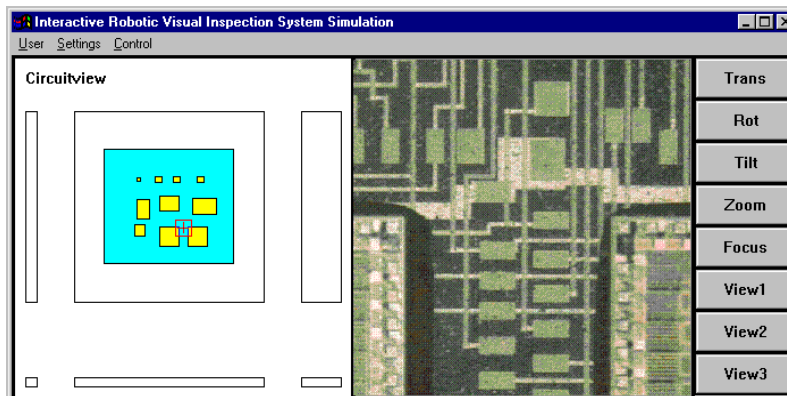 Interactive Robotic Visual Inspection System Simulation
User Settings Control
Circuitview
Trans
Rot
Tilt
Zoom
Focus
View1
View2
View3